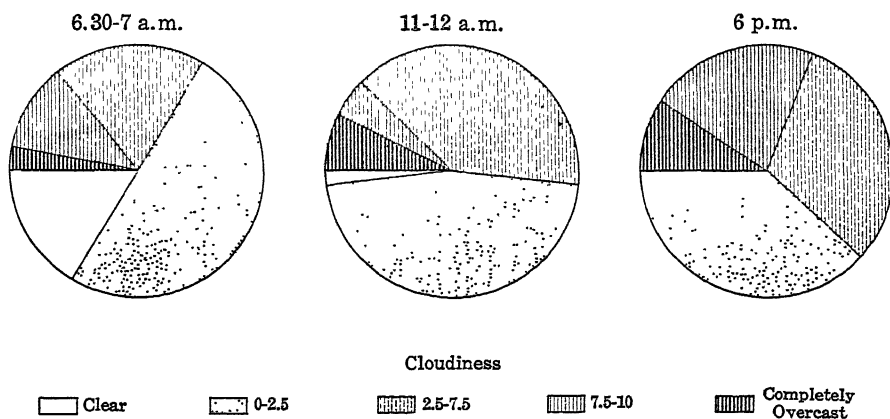 6.30-7 a.m.
11-12 a.m.
6 p.m.
Cloudiness
Clear
0-2.5
2.5-7.5
7.5-10
Completely
Overcast